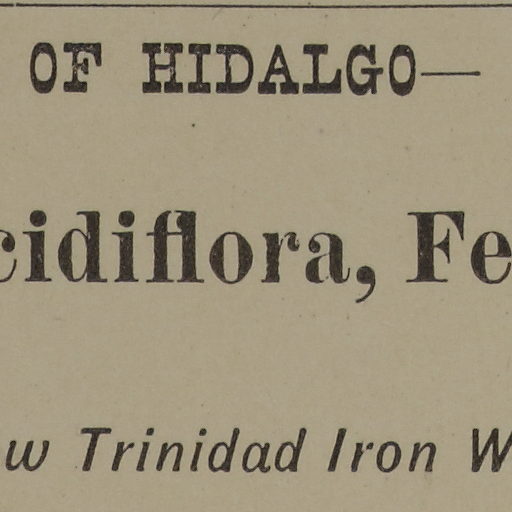 OF HIDALGO—
cidiflora, Fe
w Trinidad Iron W